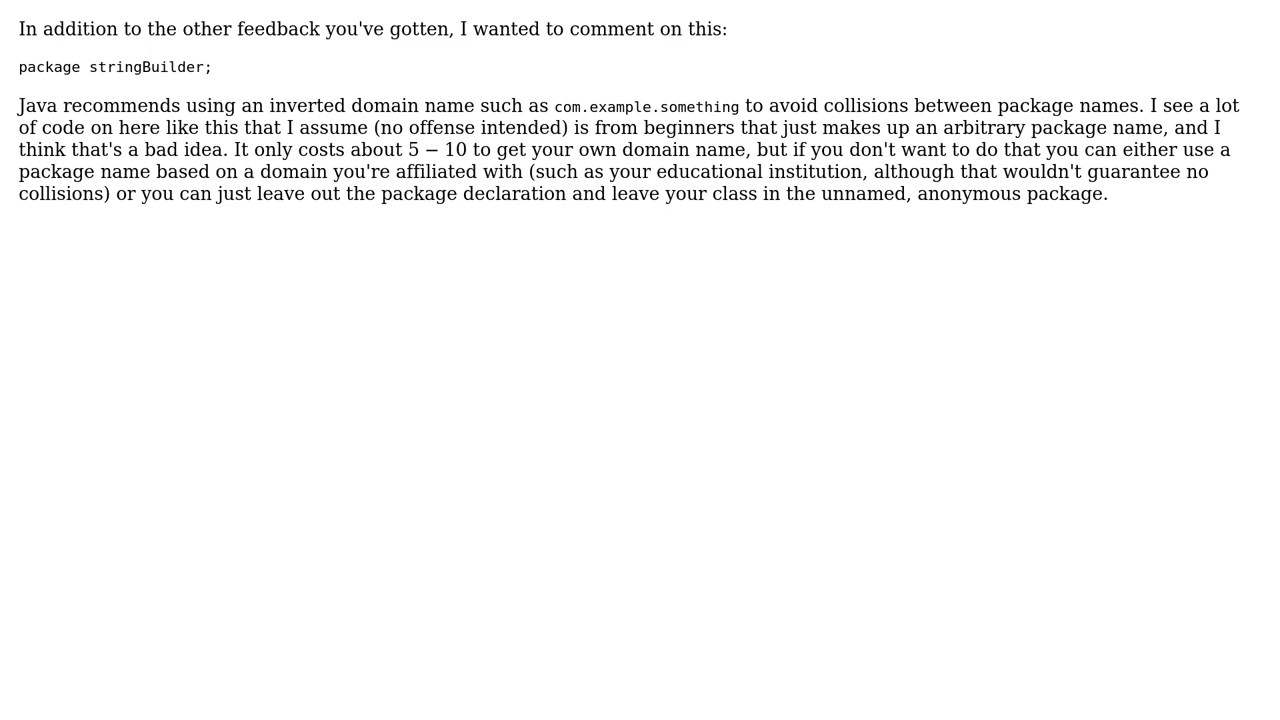 In addition to the other feedback you've gotten, I wanted to comment on this:
package stringBuilder;
Java recommends using an inverted domain name such as com.example.something to avoid collisions between package names. I see a lot
of code on here like this that I assume (no offense intended) is from beginners that just makes up an arbitrary package name, and I
think that's a bad idea. It only costs about 5 − 10 to get your own domain name, but if you don't want to do that you can either use a
package name based on a domain you're affiliated with (such as your educational institution, although that wouldn't guarantee no
collisions) or you can just leave out the package declaration and leave your class in the unnamed, anonymous package.